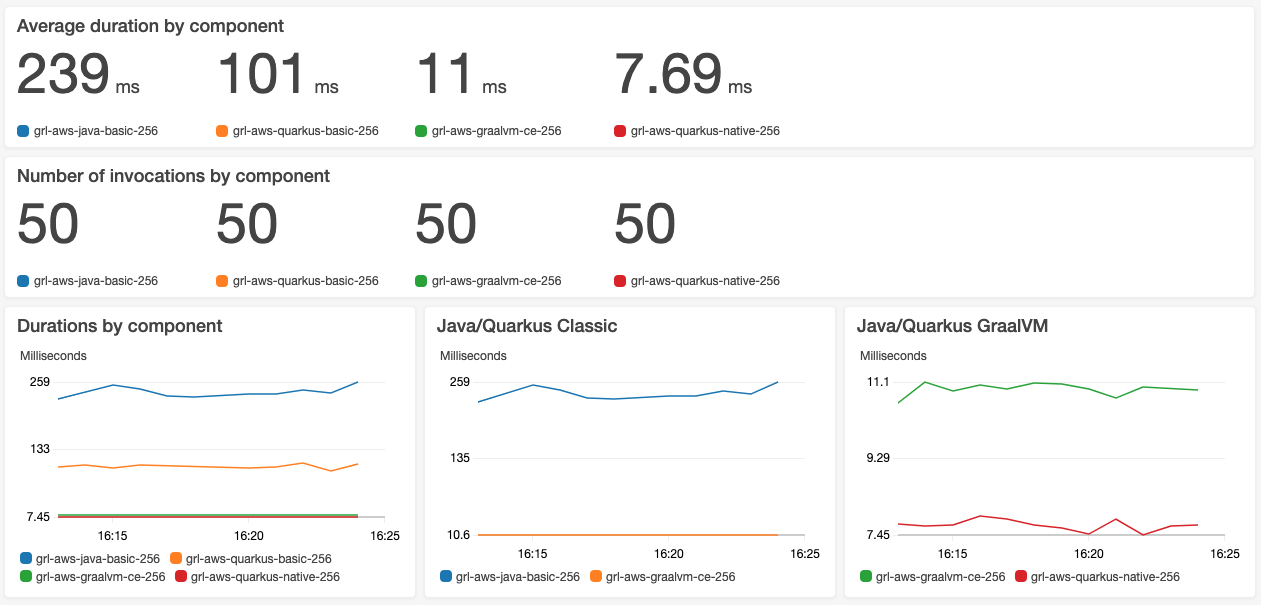 Average duration by component
239 ms 101 ms 11 ms 7.69 ms
grl-aws-java-basic-256 grl-aws-quarkus-basic-256 grl-aws-graalvm-ce-256 grl-aws-quarkus-native-256
Number of invocations by component
50 50 50 50
grl-aws-java-basic-256 grl-aws-quarkus-basic-256 grl-aws-graalvm-ce-256 grl-aws-quarkus-native-256
Durations by component
Milliseconds
259
133
7.45
16:15 16:20 16:25
grl-aws-java-basic-256 grl-aws-quarkus-basic-256
grl-aws-graalvm-ce-256 grl-aws-quarkus-native-256
Java/Quarkus Classic
Milliseconds
259
135
10.6
16:15 16:20 16:25
grl-aws-java-basic-256 grl-aws-graalvm-ce-256
Java/Quarkus GraalVM
Milliseconds
11.1
9.29
7.45
16:15 16:20 16:25
grl-aws-graalvm-ce-256 grl-aws-quarkus-native-256